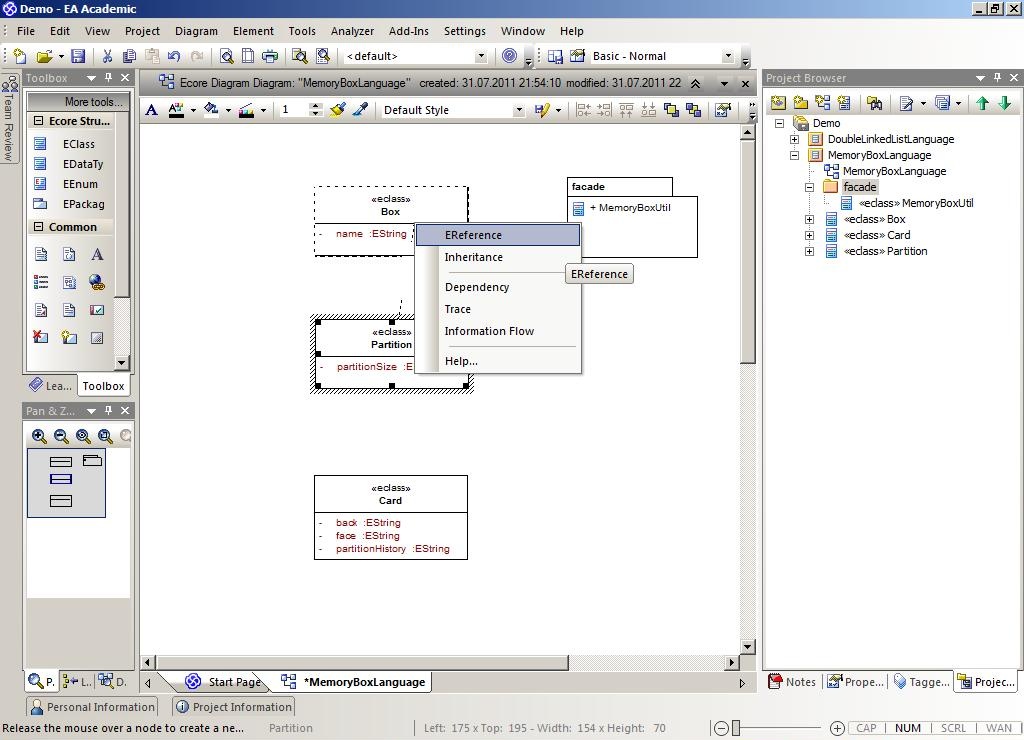 Demo - EA Academic
File Edit View Project Diagram Element Tools Analyzer Add-Ins Settings Window Help
<default> Basic - Normal
Team Review
Toolbox
More tools...
Ecore Stru...
EClass
EDataTy
EEnum
EPackag
Common
A
Lea... Toolbox
Pan & Z...
P. L.. D.
Ecore Diagram Diagram: "MemoryBoxLanguage" created: 31.07.2011 21:54:10 modified: 31.07.2011 22
A A 1 Default Style
«eclass»
Box
- name :EString
facade
+ MemoryBoxUtil
EReference
Inheritance
Dependency
Trace
Information Flow
Help...
EReference
«eclass»
Partition
- partitionSize :E
«eclass»
Card
- back :EString
- face :EString
- partitionHistory :EString
Start Page *MemoryBoxLanguage
Project Browser
Demo
DoubleLinkedListLanguage
MemoryBoxLanguage
MemoryBoxLanguage
facade
«eclass» MemoryBoxUtil
«eclass» Box
«eclass» Card
«eclass» Partition
Notes Prope... Tagge... Projec...
Personal Information Project Information
Release the mouse over a node to create a ne... Partition Left: 175 x Top: 195 - Width: 154 x Height: 70 CAP NUM SCRL WAN